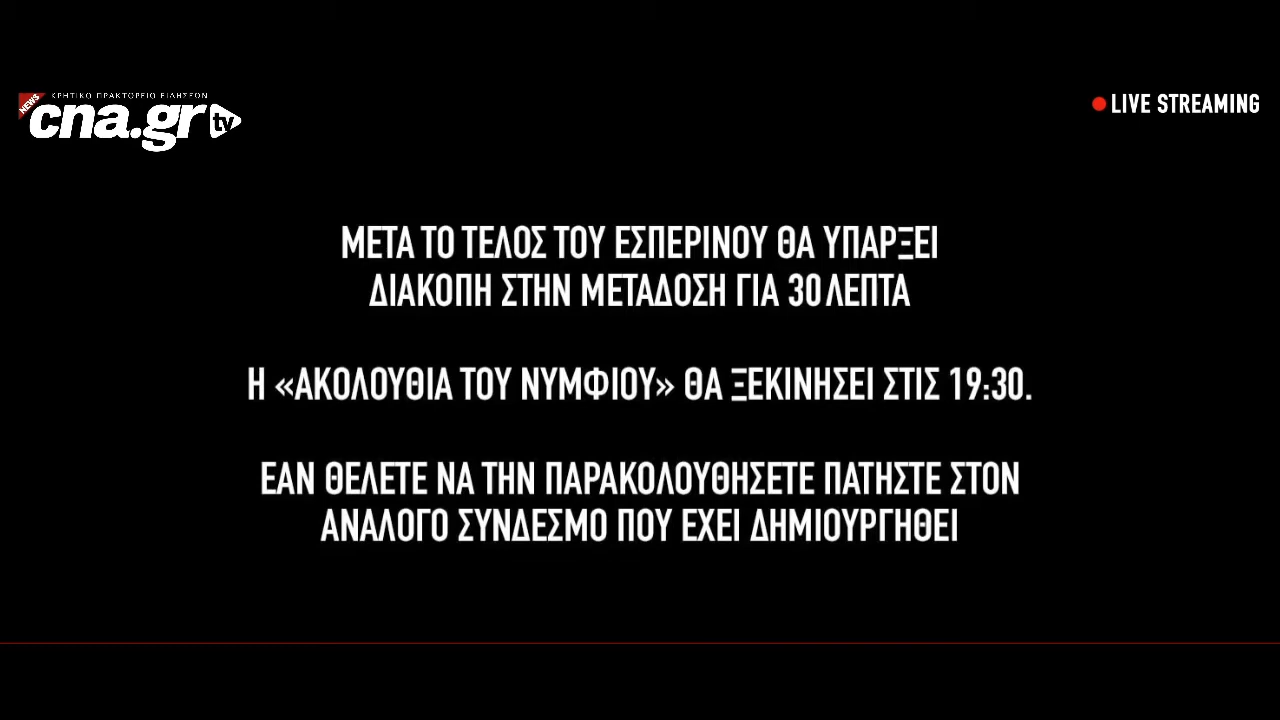 ΚΡΗΤΙΚΟ ΠΡΑΚΤΟΡΕΙΟ ΕΙΔΗΣΕΩΝ
NEWS
cna.gr tv
LIVE STREAMING
ΜΕΤΑ ΤΟ ΤΕΛΟΣ ΤΟΥ ΕΣΠΕΡΙΝΟΥ ΘΑ ΥΠΑΡΞΕΙ
ΔΙΑΚΟΠΗ ΣΤΗΝ ΜΕΤΑΔΟΣΗ ΓΙΑ 30 ΛΕΠΤΑ
Η «ΑΚΟΛΟΥΘΙΑ ΤΟΥ ΝΥΜΦΙΟΥ» ΘΑ ΞΕΚΙΝΗΣΕΙ ΣΤΙΣ 19:30.
ΕΑΝ ΘΕΛΕΤΕ ΝΑ ΤΗΝ ΠΑΡΑΚΟΛΟΥΘΗΣΕΤΕ ΠΑΤΗΣΤΕ ΣΤΟΝ
ΑΝΑΛΟΓΟ ΣΥΝΔΕΣΜΟ ΠΟΥ ΕΧΕΙ ΔΗΜΙΟΥΡΓΗΘΕΙ